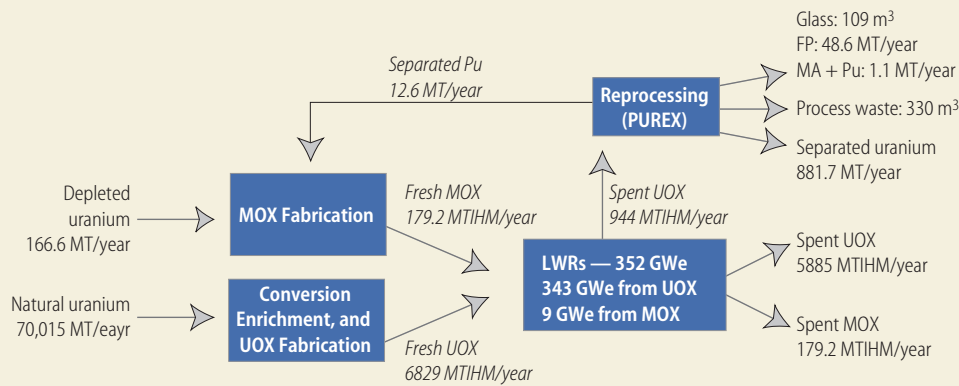 Glass: 109 m³
FP: 48.6 MT/year
MA + Pu: 1.1 MT/year
Separated Pu
12.6 MT/year
Reprocessing
(PUREX)
Process waste: 330 m³
Separated uranium
881.7 MT/year
Depleted
uranium
166.6 MT/year
MOX Fabrication
Fresh MOX
179.2 MTIHM/year
Spent UOX
944 MTIHM/year
LWRs — 352 GWe
343 GWe from UOX
9 GWe from MOX
Spent UOX
5885 MTIHM/year
Natural uranium
70,015 MT/eayr
Conversion
Enrichment, and
UOX Fabrication
Fresh UOX
6829 MTIHM/year
Spent MOX
179.2 MTIHM/year